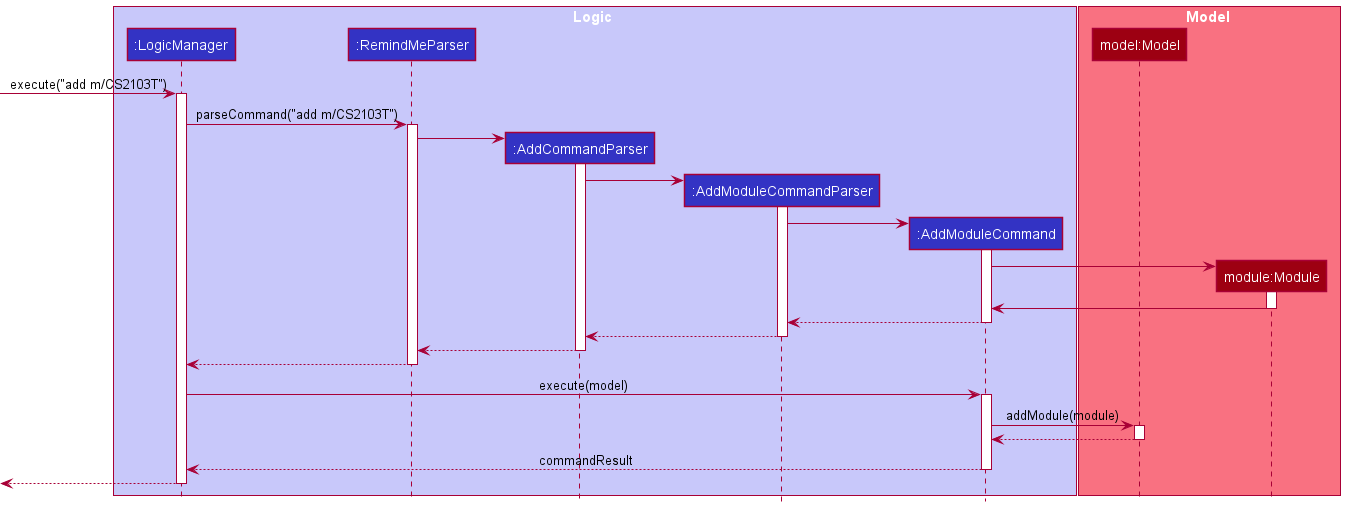 Logic
Model
:LogicManager
:RemindMeParser
model:Model
execute("add m/CS2103T")
parseCommand("add m/CS2103T")
:AddCommandParser
:AddModuleCommandParser
:AddModuleCommand
module:Module
execute(model)
addModule(module)
commandResult